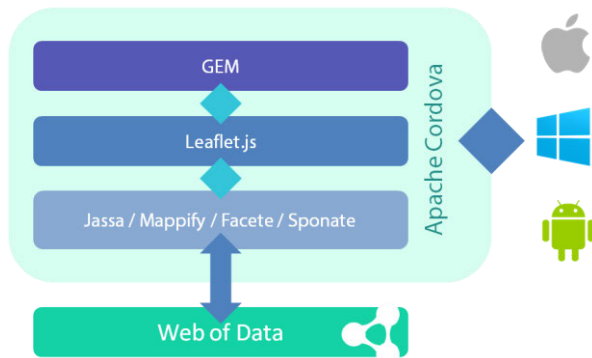 GEM
Leaflet.js
Jassa / Mappify / Facete / Sponate
Apache Cordova
Web of Data